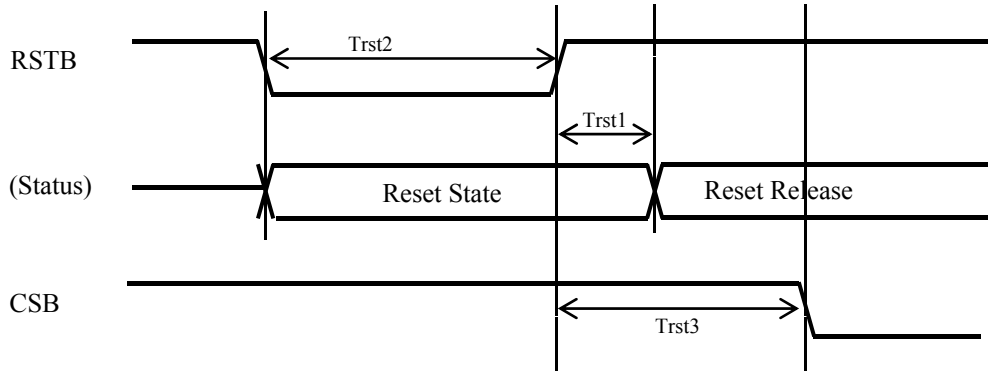 Trst2
RSTB
Trst1
(Status)
Reset State
Reset Release
CSB
Trst3